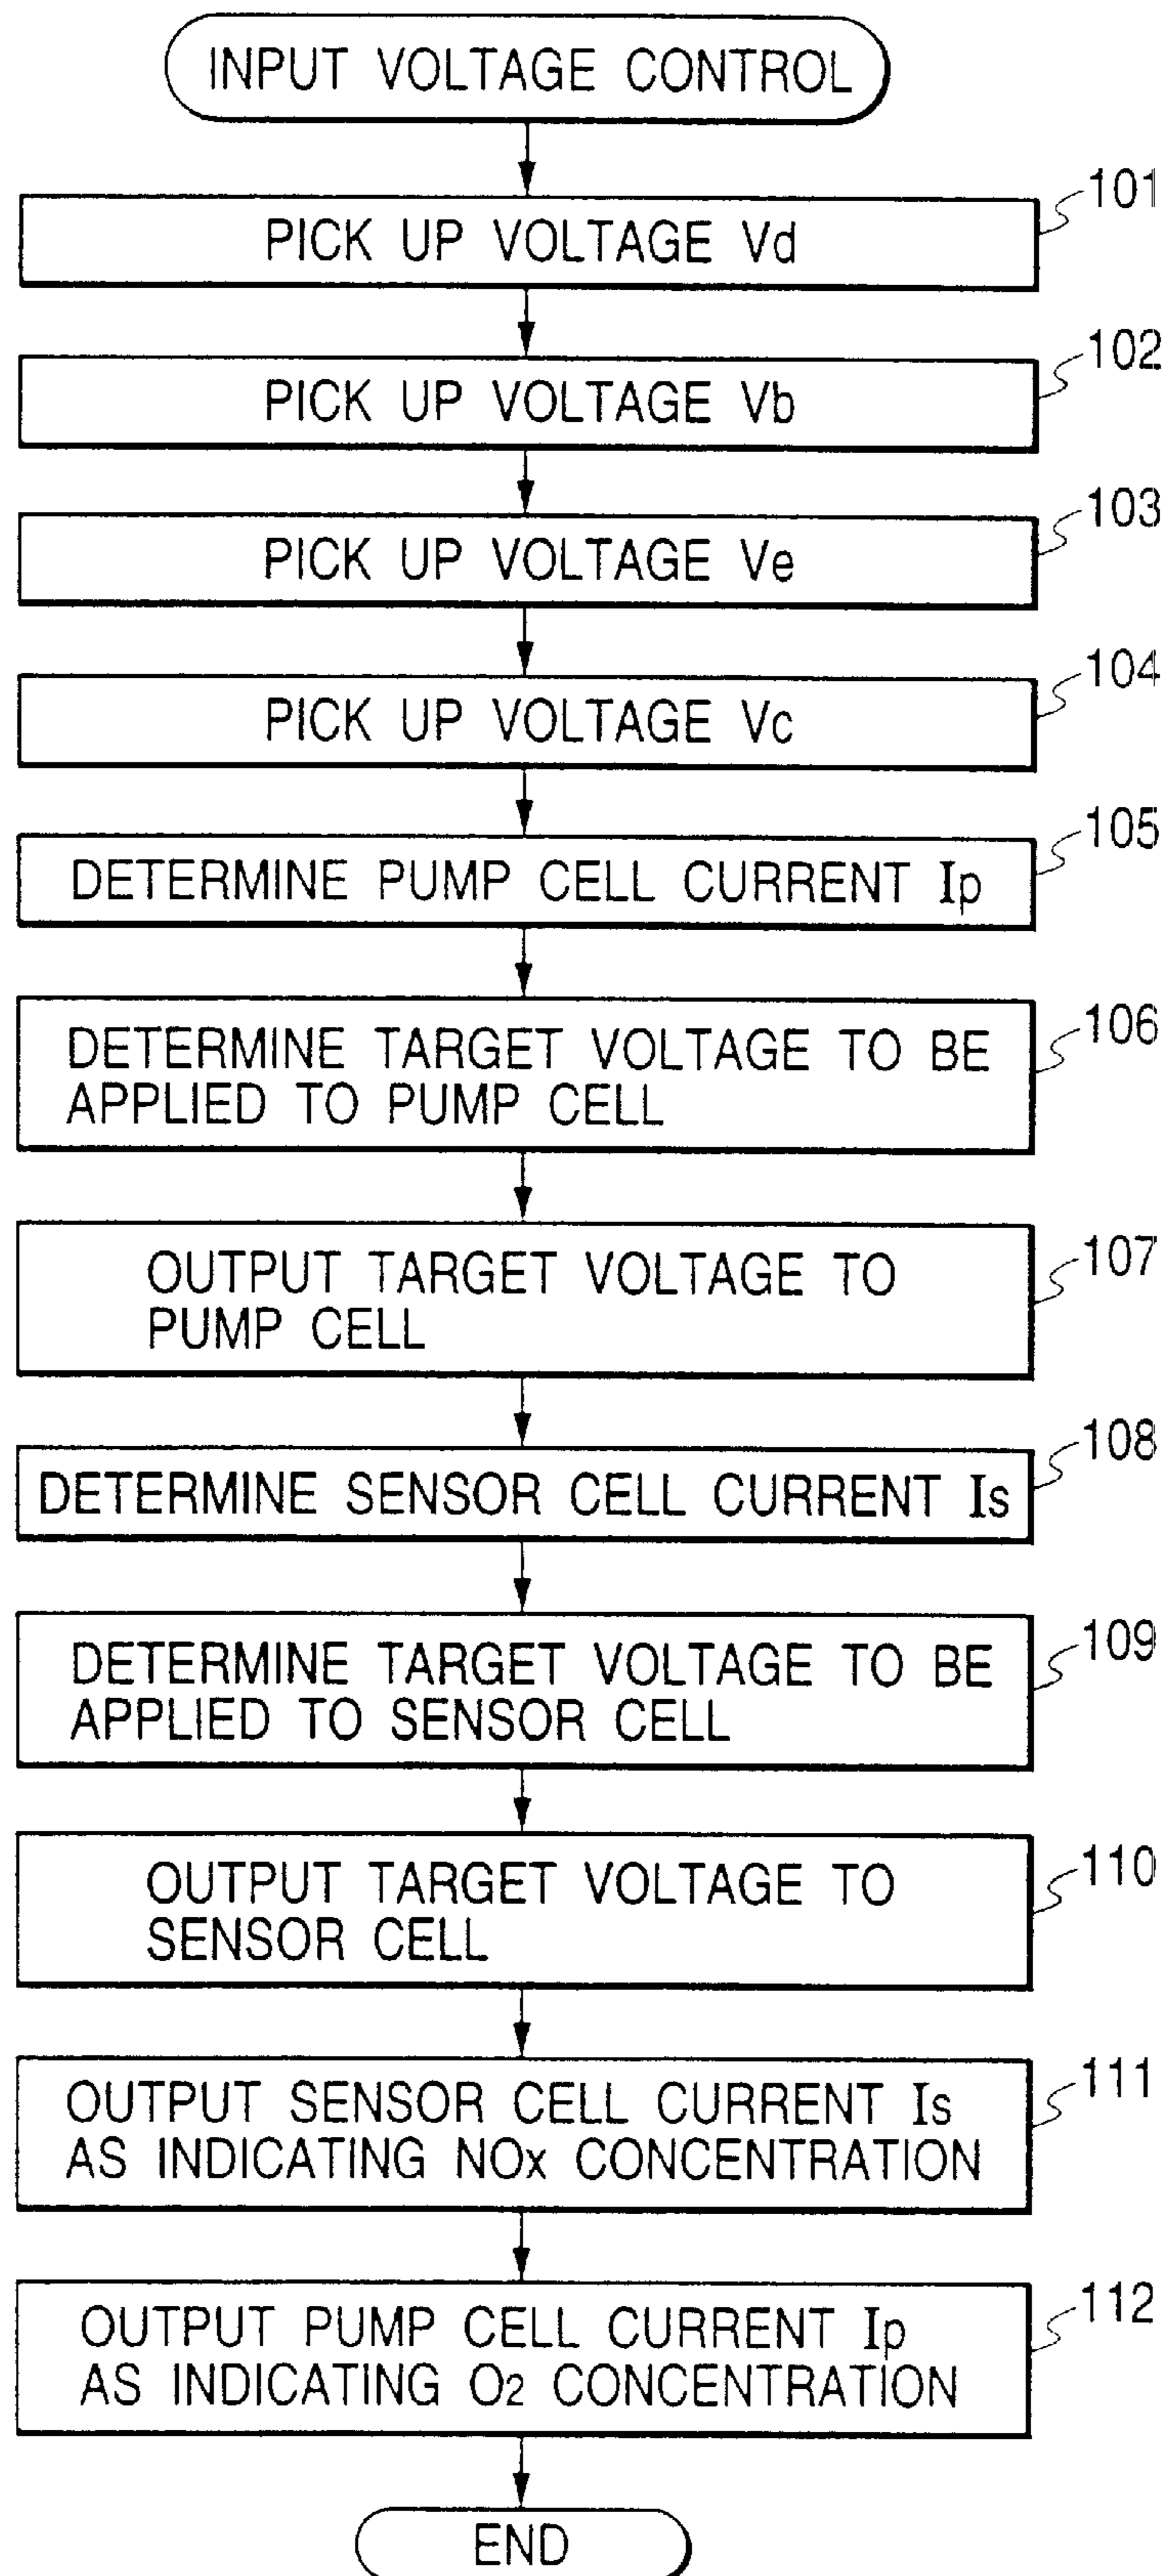 INPUT VOLTAGE CONTROL
101
PICK UP VOLTAGE Vd
102
PICK UP VOLTAGE Vb
103
PICK UP VOLTAGE Ve
104
PICK UP VOLTAGE Vc
105
DETERMINE PUMP CELL CURRENT Ip
106
DETERMINE TARGET VOLTAGE TO BE
APPLIED TO PUMP CELL
107
OUTPUT TARGET VOLTAGE TO
PUMP CELL
108
DETERMINE SENSOR CELL CURRENT Is
109
DETERMINE TARGET VOLTAGE TO BE
APPLIED TO SENSOR CELL
110
OUTPUT TARGET VOLTAGE TO
SENSOR CELL
111
OUTPUT SENSOR CELL CURRENT Is
AS INDICATING NOx CONCENTRATION
112
OUTPUT PUMP CELL CURRENT Ip
AS INDICATING O2 CONCENTRATION
END